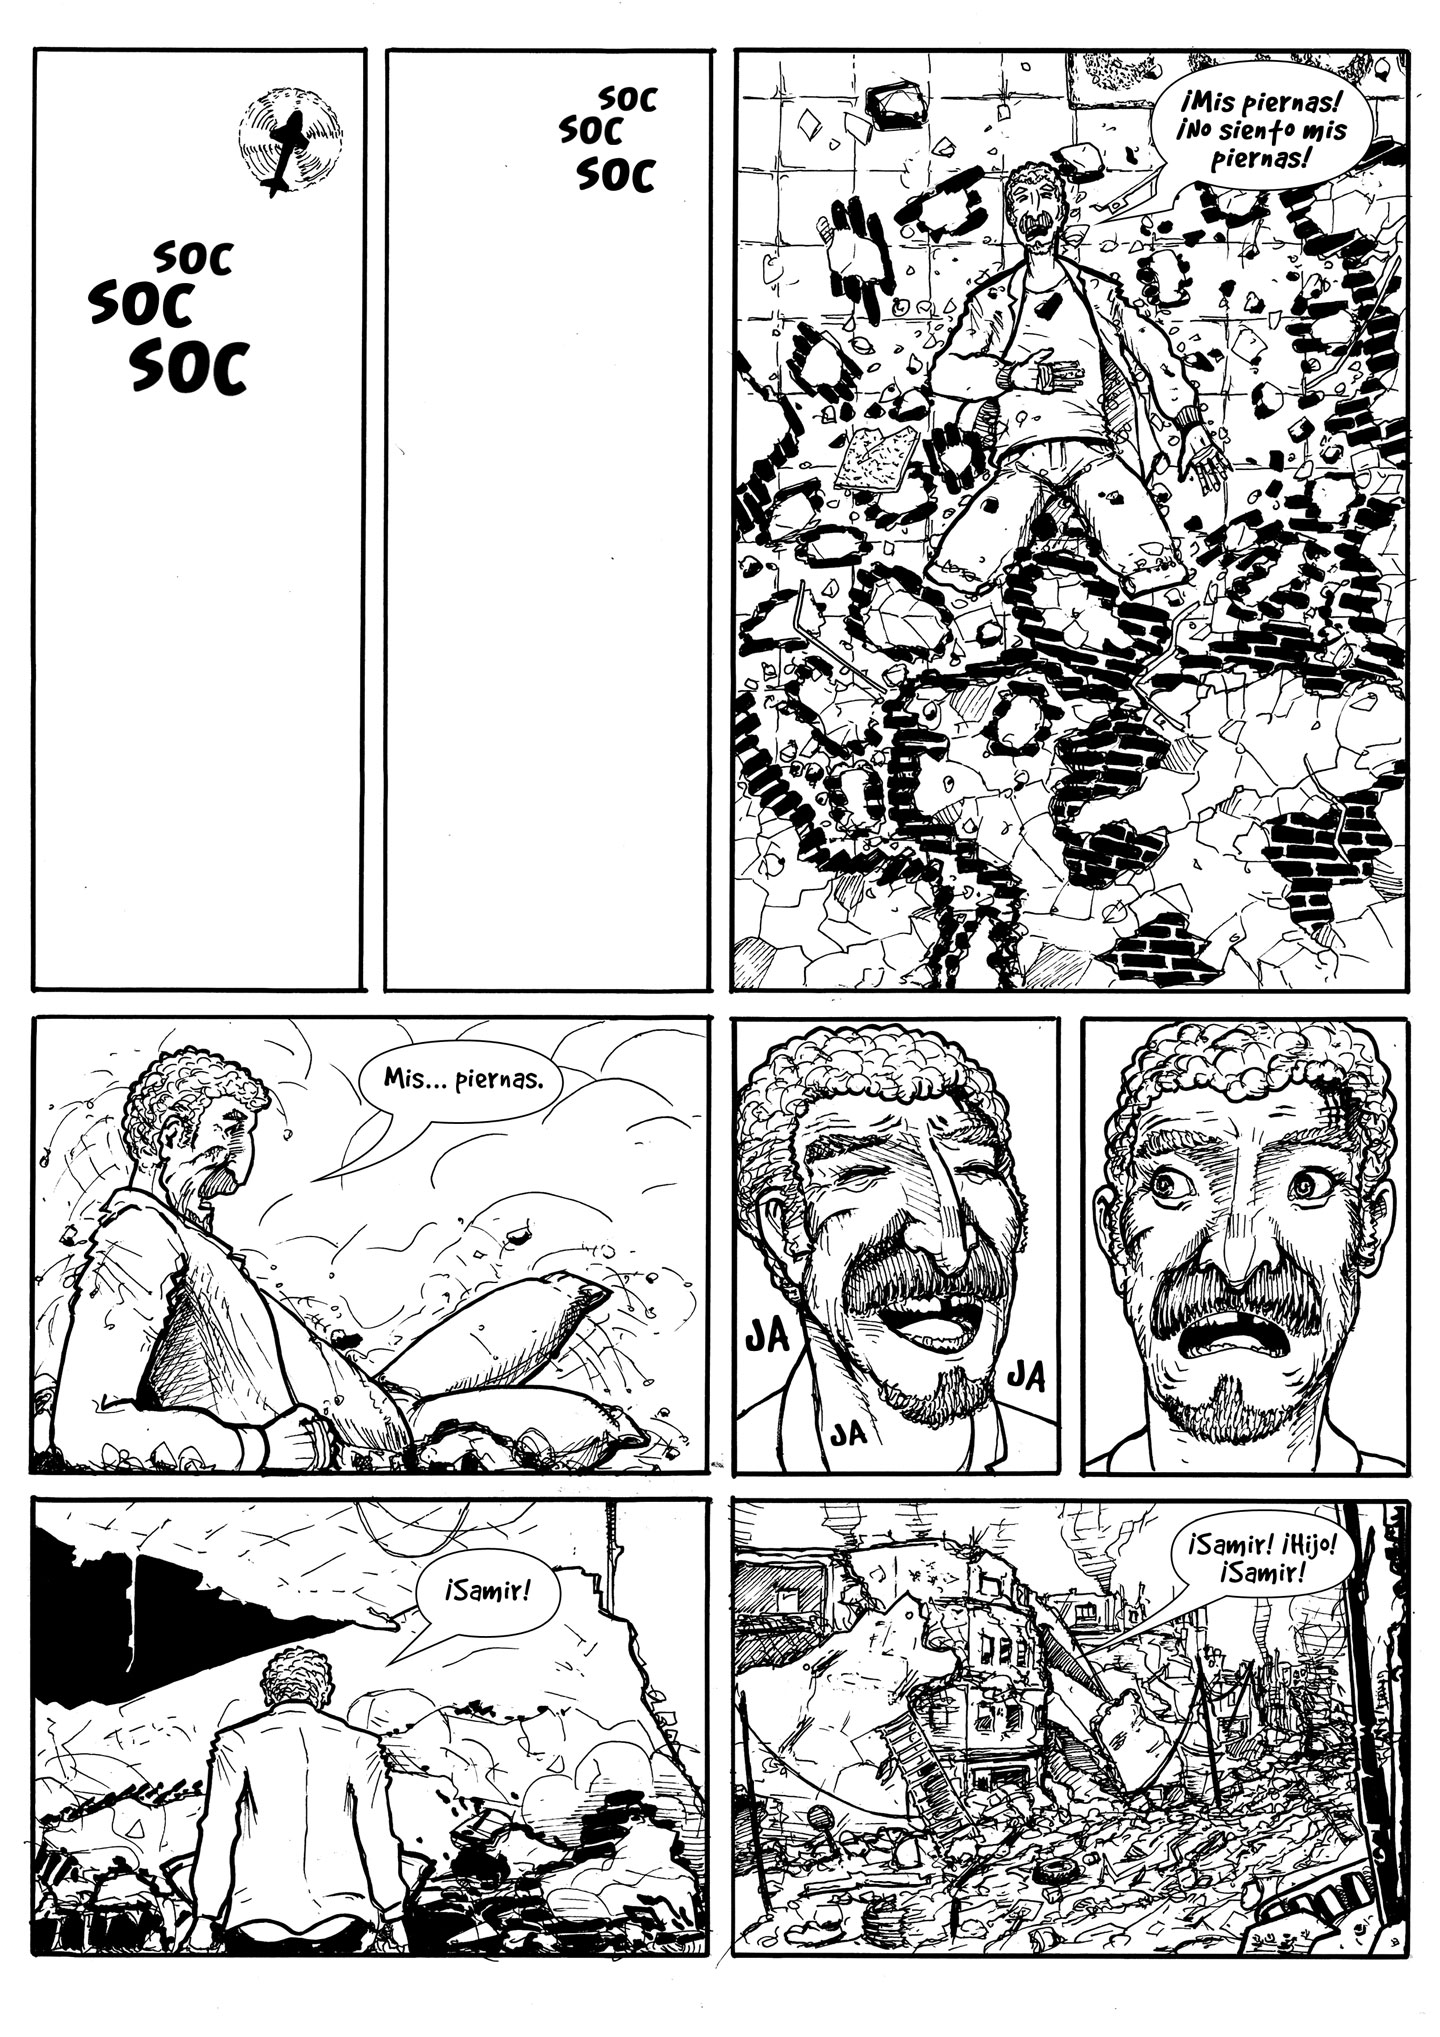 SOC
SOC
SOC
SOC
SOC
SOC
¡Mis piernas!
¡No siento mis
piernas!
Mis... piernas.
JA
JA
JA
¡Samir!
¡Samir! ¡Hijo!
¡Samir!